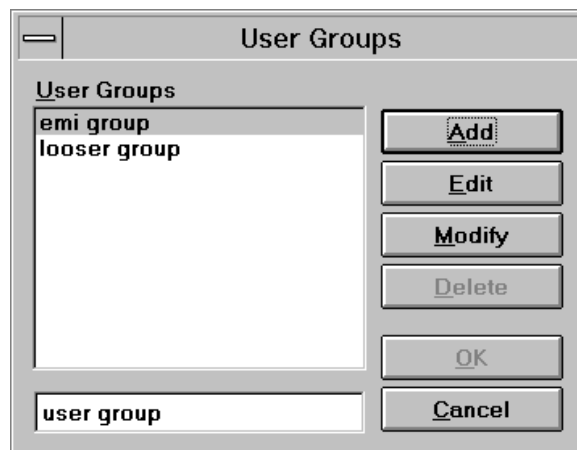 User Groups
User Groups
emi group
looser group
Add
Edit
Modify
Delete
OK
user group
Cancel